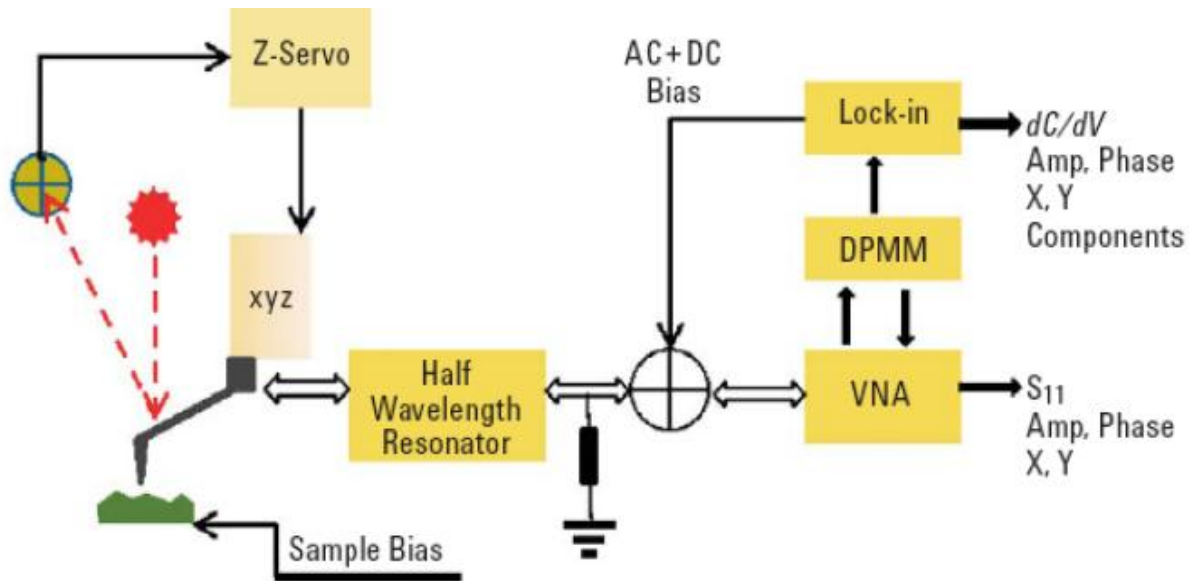 Z-Servo
AC+DC
Bias
Lock-in
dC/dV
Amp, Phase
X, Y
Components
DPMM
xyz
Half
Wavelength
Resonator
VNA
S₁₁
Amp, Phase
X, Y
Sample Bias